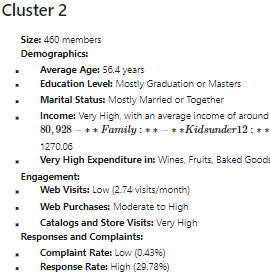 Cluster 2
Size: 460 members
Demographics:
Average Age: 56.4 years
Education Level: Mostly Graduation or Masters
Marital Status: Mostly Married or Together
Income: Very High, with an average income of around
80,928 – ∗ ∗ Family : ∗ ∗ – ∗ ∗ Kidsunder12 : ∗ ∗
1270.06
Very High Expenditure in: Wines, Fruits, Baked Goods
Engagement:
Web Visits: Low (2.74 visits/month)
Web Purchases: Moderate to High
Catalogs and Store Visits: Very High
Responses and Complaints:
Complaint Rate: Low (0.43%)
Response Rate: High (29.78%)